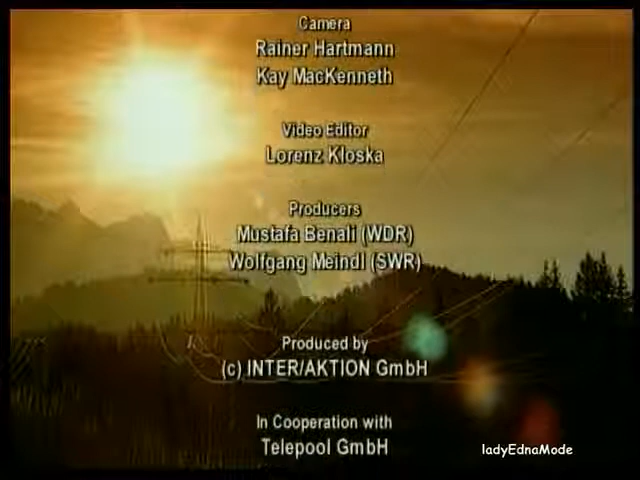 Camera
Rainer Hartmann
Kay MacKenneth
Video Editor
Lorenz Kloska
Producers
Mustafa Benali (WDR)
Wolfgang Meindl (SWR)
Produced by
(c) INTER/AKTION GmbH
In Cooperation with
Telepool GmbH
ladyEdnaMode